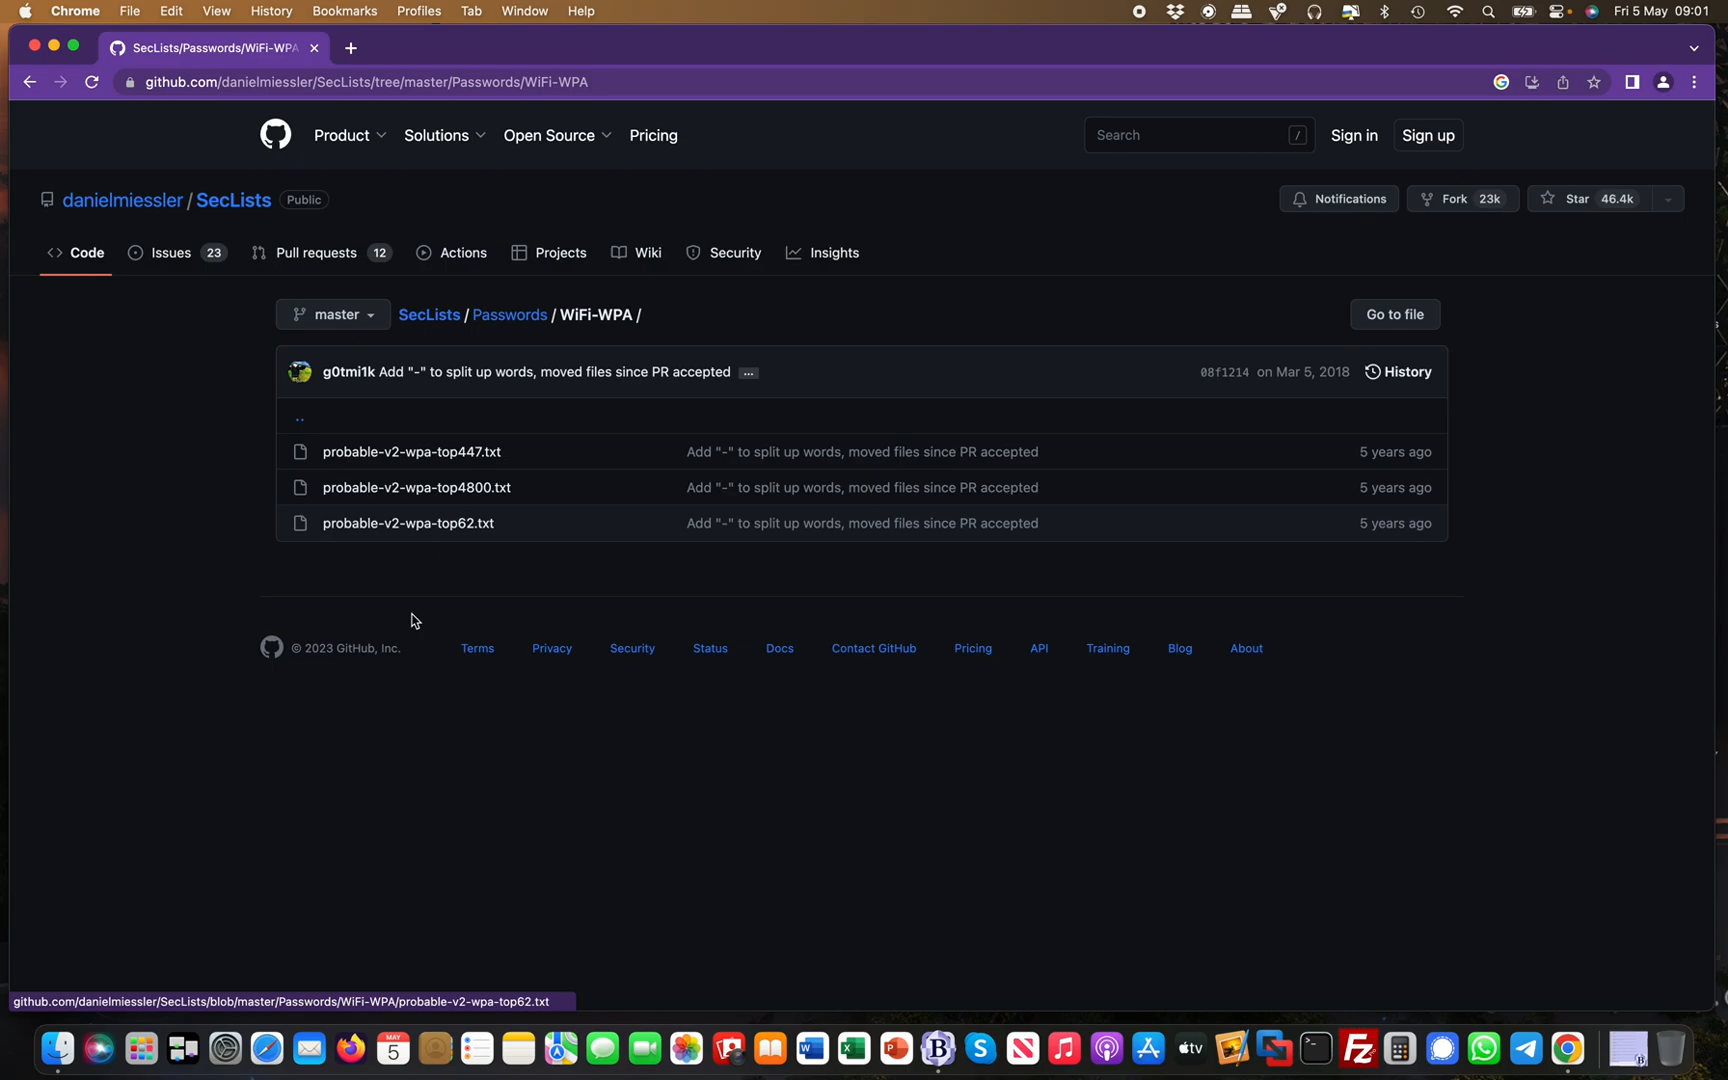 Chrome File Edit View History Bookmarks Profiles Tab Window Help Fri 5 May 09:01
SecLists/Passwords/WiFi-WPA
github.com/danielmiessler/SecLists/tree/master/Passwords/WiFi-WPA
Product Solutions Open Source Pricing Search / Sign in Sign up
danielmiessler / SecLists Public Notifications Fork 23k Star 46.4k
<> Code Issues 23 Pull requests 12 Actions Projects Wiki Security Insights
master SecLists / Passwords / WiFi-WPA / Go to file
g0tmi1k Add "-" to split up words, moved files since PR accepted ... 08f1214 on Mar 5, 2018 History
..
probable-v2-wpa-top447.txt Add "-" to split up words, moved files since PR accepted 5 years ago
probable-v2-wpa-top4800.txt Add "-" to split up words, moved files since PR accepted 5 years ago
probable-v2-wpa-top62.txt Add "-" to split up words, moved files since PR accepted 5 years ago
© 2023 GitHub, Inc. Terms Privacy Security Status Docs Contact GitHub Pricing API Training Blog About
github.com/danielmiessler/SecLists/blob/master/Passwords/WiFi-WPA/probable-v2-wpa-top62.txt
MAY
5 W X P B S tv >_ Fz